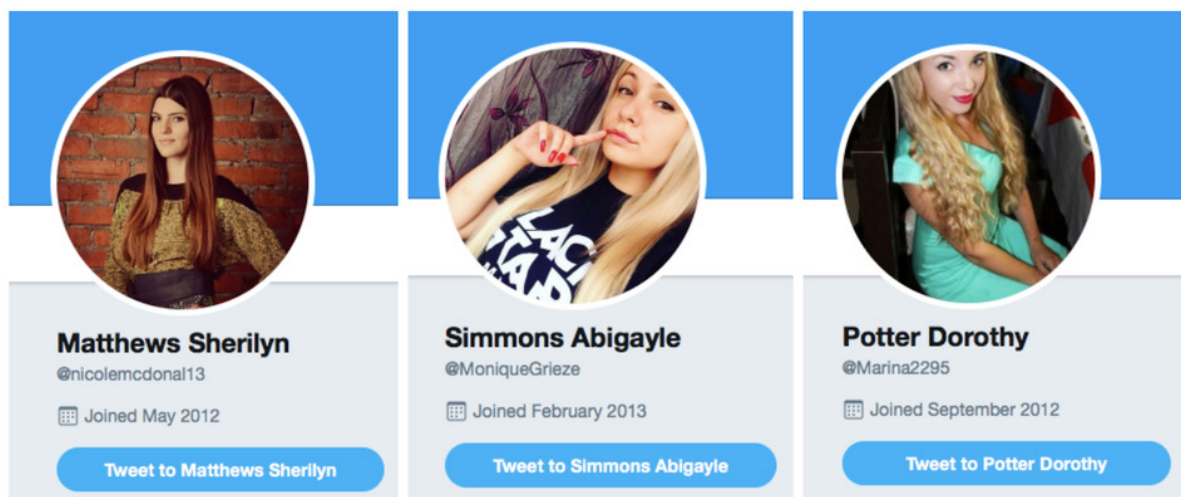 Matthews Sherilyn
@nicolemcdonal13
Joined May 2012
Tweet to Matthews Sherilyn
Simmons Abigayle
@MoniqueGrieze
Joined February 2013
Tweet to Simmons Abigayle
Potter Dorothy
@Marina2295
Joined September 2012
Tweet to Potter Dorothy